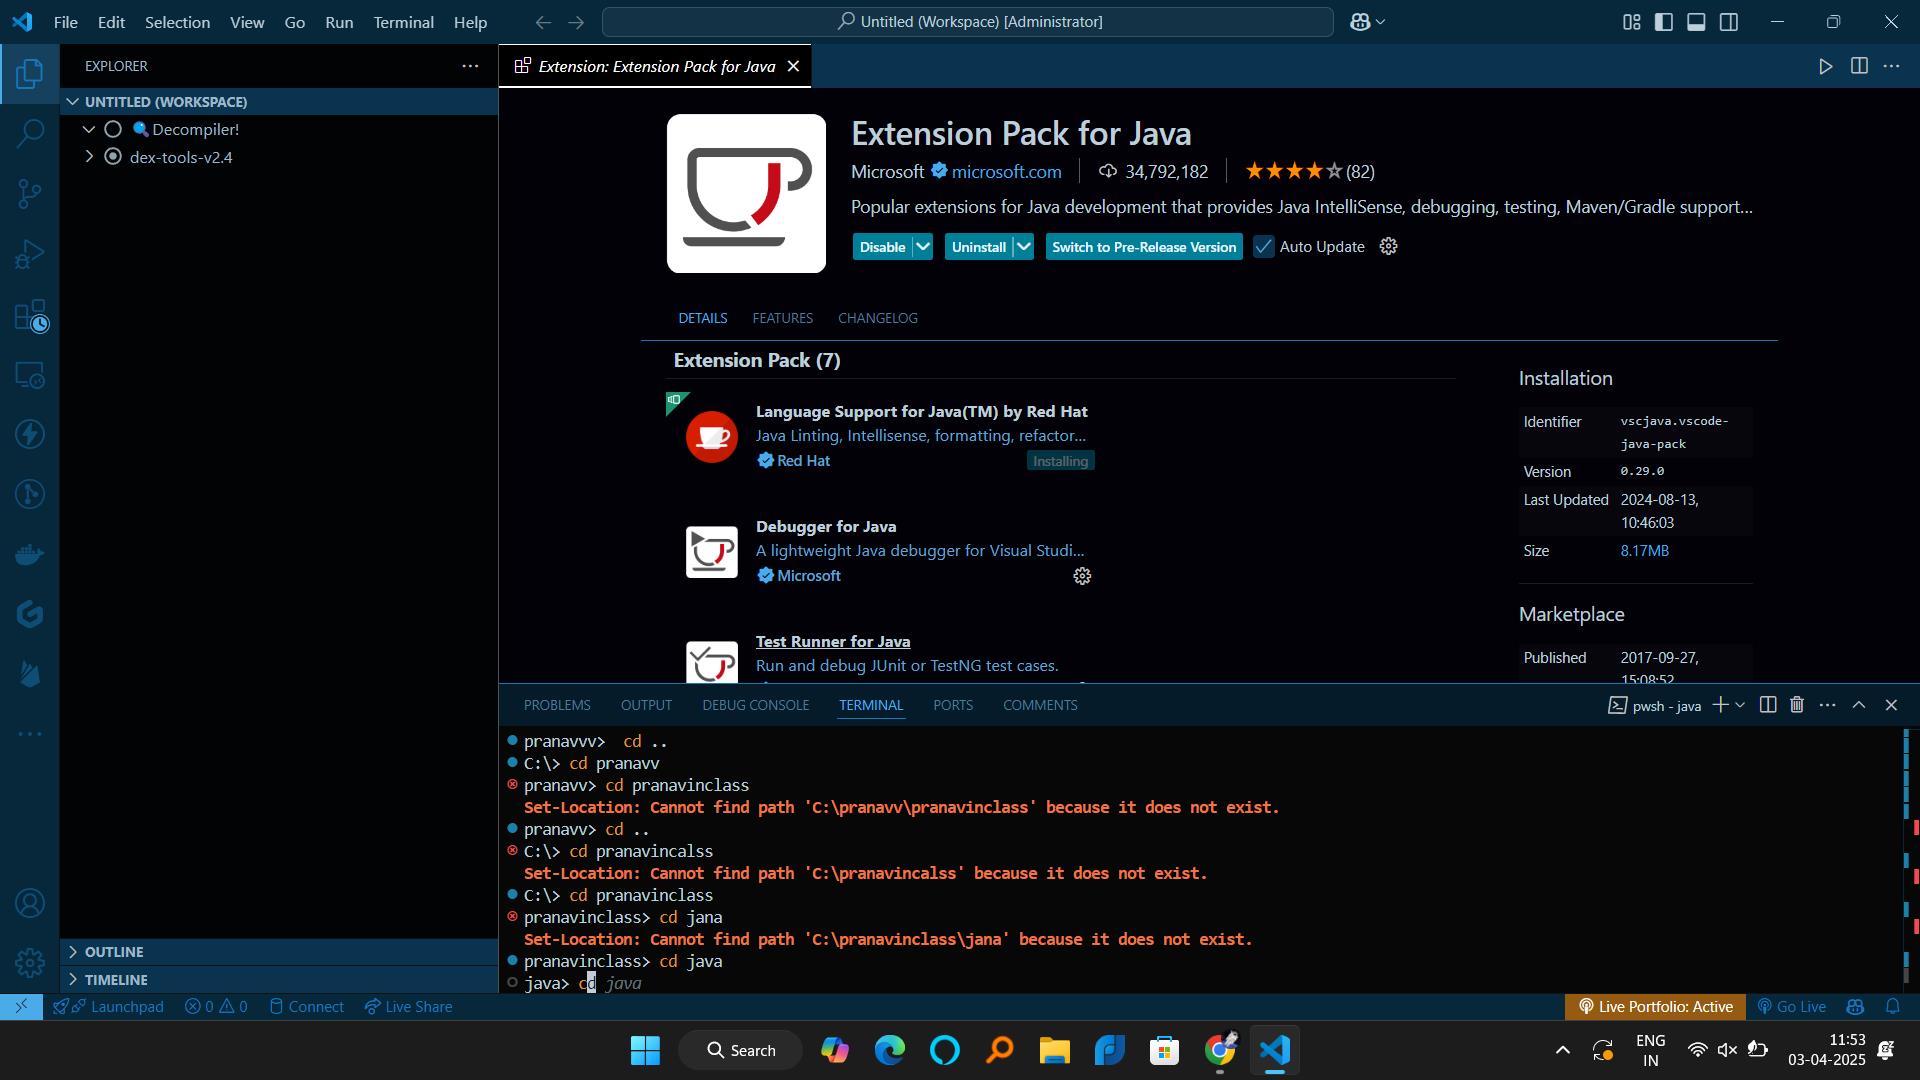 File Edit Selection View Go Run Terminal Help
Untitled (Workspace) [Administrator]
EXPLORER
UNTITLED (WORKSPACE)
Decompiler!
dex-tools-v2.4
OUTLINE
TIMELINE
Extension: Extension Pack for Java
Extension Pack for Java
Microsoft microsoft.com 34,792,182 (82)
Popular extensions for Java development that provides Java IntelliSense, debugging, testing, Maven/Gradle support...
Disable Uninstall Switch to Pre-Release Version Auto Update
DETAILS FEATURES CHANGELOG
Extension Pack (7)
Language Support for Java(TM) by Red Hat
Java Linting, Intellisense, formatting, refactor...
Red Hat Installing
Debugger for Java
A lightweight Java debugger for Visual Studi...
Microsoft
Test Runner for Java
Run and debug JUnit or TestNG test cases.
Installation
Identifier vscjava.vscode-
java-pack
Version 0.29.0
Last Updated 2024-08-13,
10:46:03
Size 8.17MB
Marketplace
Published 2017-09-27,
15:08:52
PROBLEMS OUTPUT DEBUG CONSOLE TERMINAL PORTS COMMENTS
pwsh - java
pranavvv>  cd ..
C:\> cd pranavv
pranavv> cd pranavinclass
Set-Location: Cannot find path 'C:\pranavv\pranavinclass' because it does not exist.
pranavv> cd ..
C:\> cd pranavincalss
Set-Location: Cannot find path 'C:\pranavincalss' because it does not exist.
C:\> cd pranavinclass
pranavinclass> cd jana
Set-Location: Cannot find path 'C:\pranavinclass\jana' because it does not exist.
pranavinclass> cd java
java> cd java
Launchpad 0 0 Connect Live Share
Live Portfolio: Active Go Live
Search
ENG
IN
11:53
03-04-2025